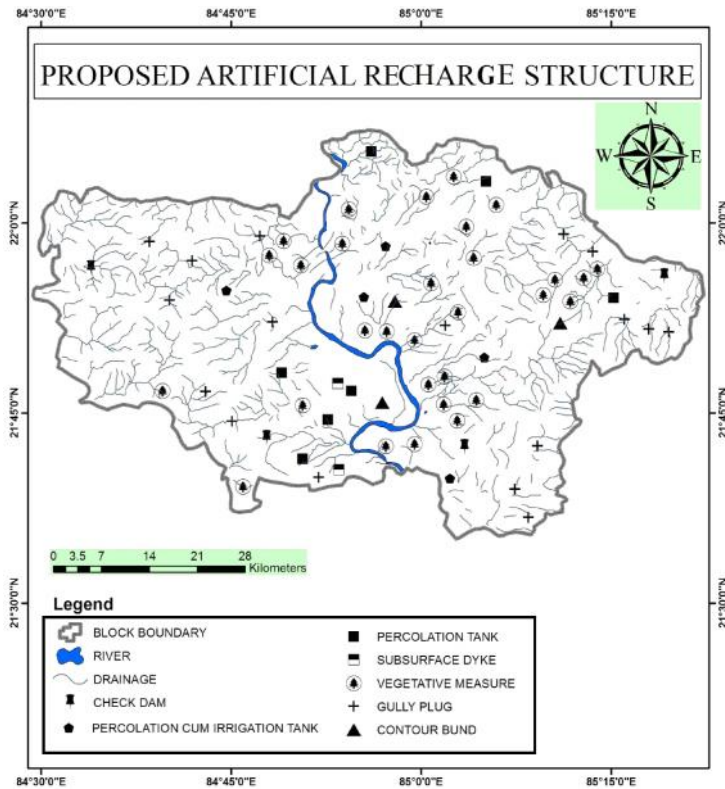 84°30'0"E 84°45'0"E 85°0'0"E 85°15'0"E
PROPOSED ARTIFICIAL RECHARGE STRUCTURE
N
W E
S
22°0'0"N 22°0'0"N
21°45'0"N 21°45'0"N
0 3.5 7 14 21 28
Kilometers
21°30'0"N 21°30'0"N
Legend
BLOCK BOUNDARY
RIVER
DRAINAGE
CHECK DAM
PERCOLATION CUM IRRIGATION TANK
PERCOLATION TANK
SUBSURFACE DYKE
VEGETATIVE MEASURE
GULLY PLUG
CONTOUR BUND
84°30'0"E 84°45'0"E 85°0'0"E 85°15'0"E